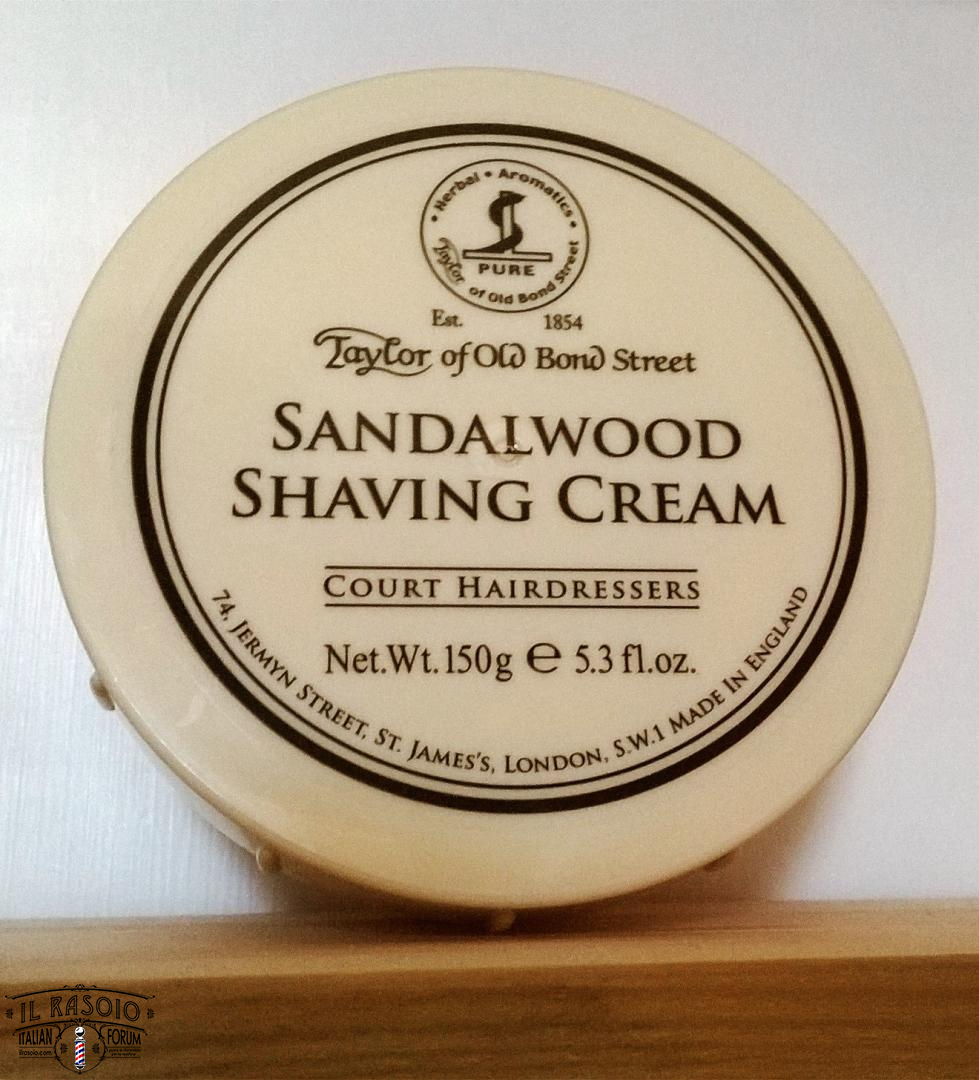 Herbal • Aromatics
PURE
Taylor of Old Bond Street
Est. 1854
Taylor of Old Bond Street
SANDALWOOD
SHAVING CREAM
COURT HAIRDRESSERS
Net.Wt.150g ℮ 5.3 fl.oz.
74, JERMYN STREET, ST. JAMES'S, LONDON, S.W.1 MADE IN ENGLAND
IL RASOIO
ITALIAN FORUM
ilrasoio.com